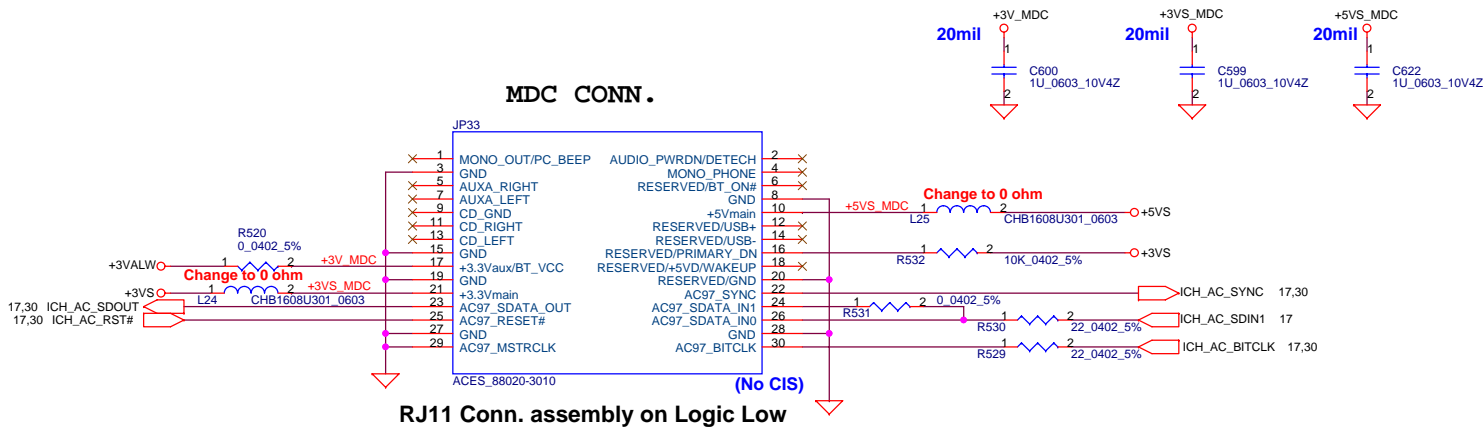 +3V_MDC
20mil
1
C600
1U_0603_10V4Z
2
+3VS_MDC
20mil
1
C599
1U_0603_10V4Z
2
+5VS_MDC
20mil
1
C622
1U_0603_10V4Z
2
MDC CONN.
JP33
1 MONO_OUT/PC_BEEP AUDIO_PWRDN/DETECH 2
3 GND MONO_PHONE 4
5 AUXA_RIGHT RESERVED/BT_ON# 6
7 AUXA_LEFT GND 8
9 CD_GND +5Vmain 10
11 CD_RIGHT RESERVED/USB+ 12
13 CD_LEFT RESERVED/USB- 14
15 GND RESERVED/PRIMARY_DN 16
17 +3.3Vaux/BT_VCC RESERVED/+5VD/WAKEUP 18
19 GND RESERVED/GND 20
21 +3.3Vmain AC97_SYNC 22
23 AC97_SDATA_OUT AC97_SDATA_IN1 24
25 AC97_RESET# AC97_SDATA_IN0 26
27 GND GND 28
29 AC97_MSTRCLK AC97_BITCLK 30
ACES_88020-3010
(No CIS)
RJ11 Conn. assembly on Logic Low
R520
0_0402_5%
+3VALW 1 2 +3V_MDC
Change to 0 ohm
+3VS 1 2 +3VS_MDC
L24 CHB1608U301_0603
17,30 ICH_AC_SDOUT
17,30 ICH_AC_RST#
Change to 0 ohm
+5VS_MDC 1 2 +5VS
L25 CHB1608U301_0603
1 2 +3VS
R532 10K_0402_5%
ICH_AC_SYNC 17,30
1 2 0_0402_5%
R531
1 2 ICH_AC_SDIN1 17
R530 22_0402_5%
1 2 ICH_AC_BITCLK 17,30
R529 22_0402_5%